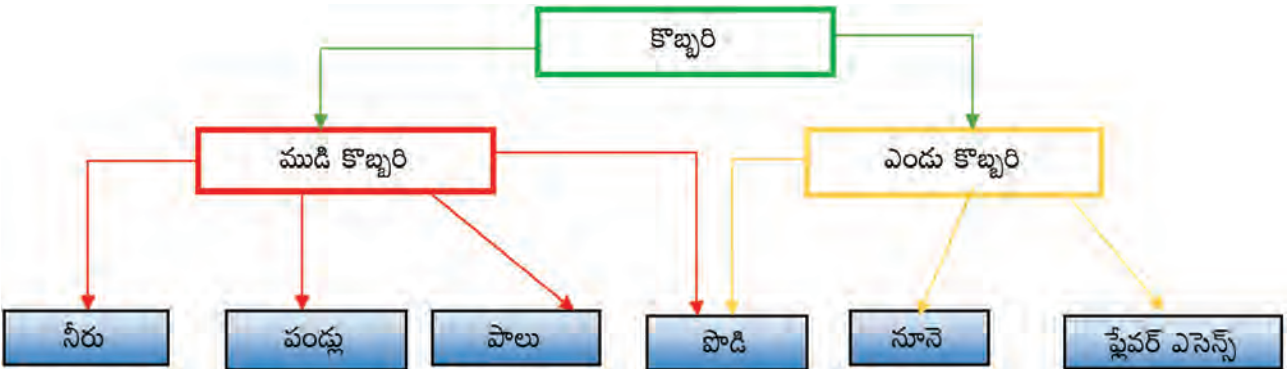 కొబ్బరి
ముడి కొబ్బరి
ఎండు కొబ్బరి
నీరు
పండ్లు
పాలు
పొడి
నూనె
ఫ్లేవర్ ఎసెన్స్